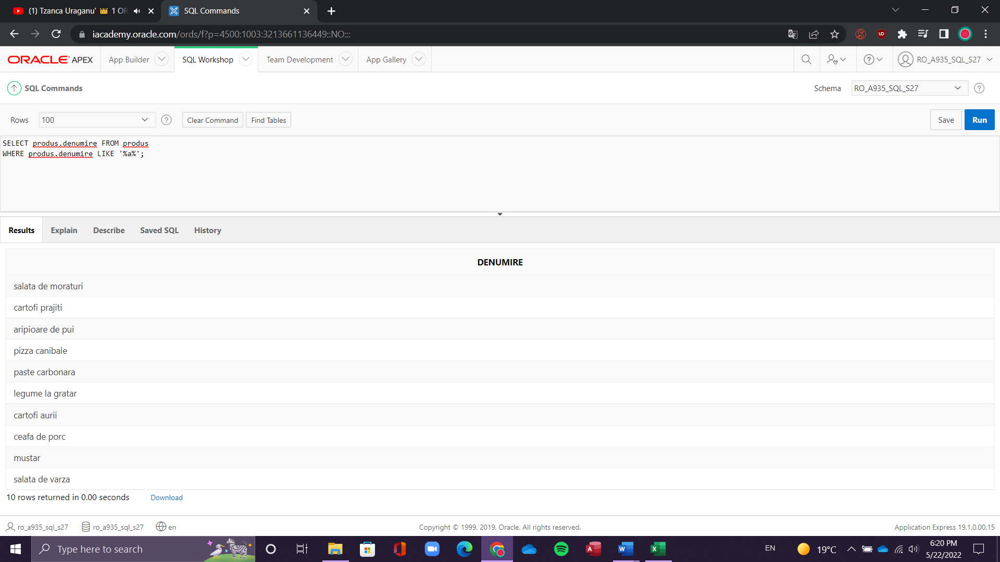 (1) Tzanca Uraganu' 👑 1 OR
SQL Commands
iacademy.oracle.com/ords/f?p=4500:1003:3213661136449::NO:::
ORACLE APEX App Builder SQL Workshop Team Development App Gallery RO_A935_SQL_S27
SQL Commands Schema RO_A935_SQL_S27
Rows 100 Clear Command Find Tables Save Run
SELECT produs.denumire FROM produs
WHERE produs.denumire LIKE '%a%';
Results Explain Describe Saved SQL History
DENUMIRE
salata de moraturi
cartofi prajiti
aripioare de pui
pizza canibale
paste carbonara
legume la gratar
cartofi aurii
ceafa de porc
mustar
salata de varza
10 rows returned in 0.00 seconds Download
ro_a935_sql_s27 ro_a935_sql_s27 en Copyright © 1999, 2019, Oracle. All rights reserved. Application Express 19.1.0.00.15
Type here to search EN 19°C 6:20 PM
5/22/2022